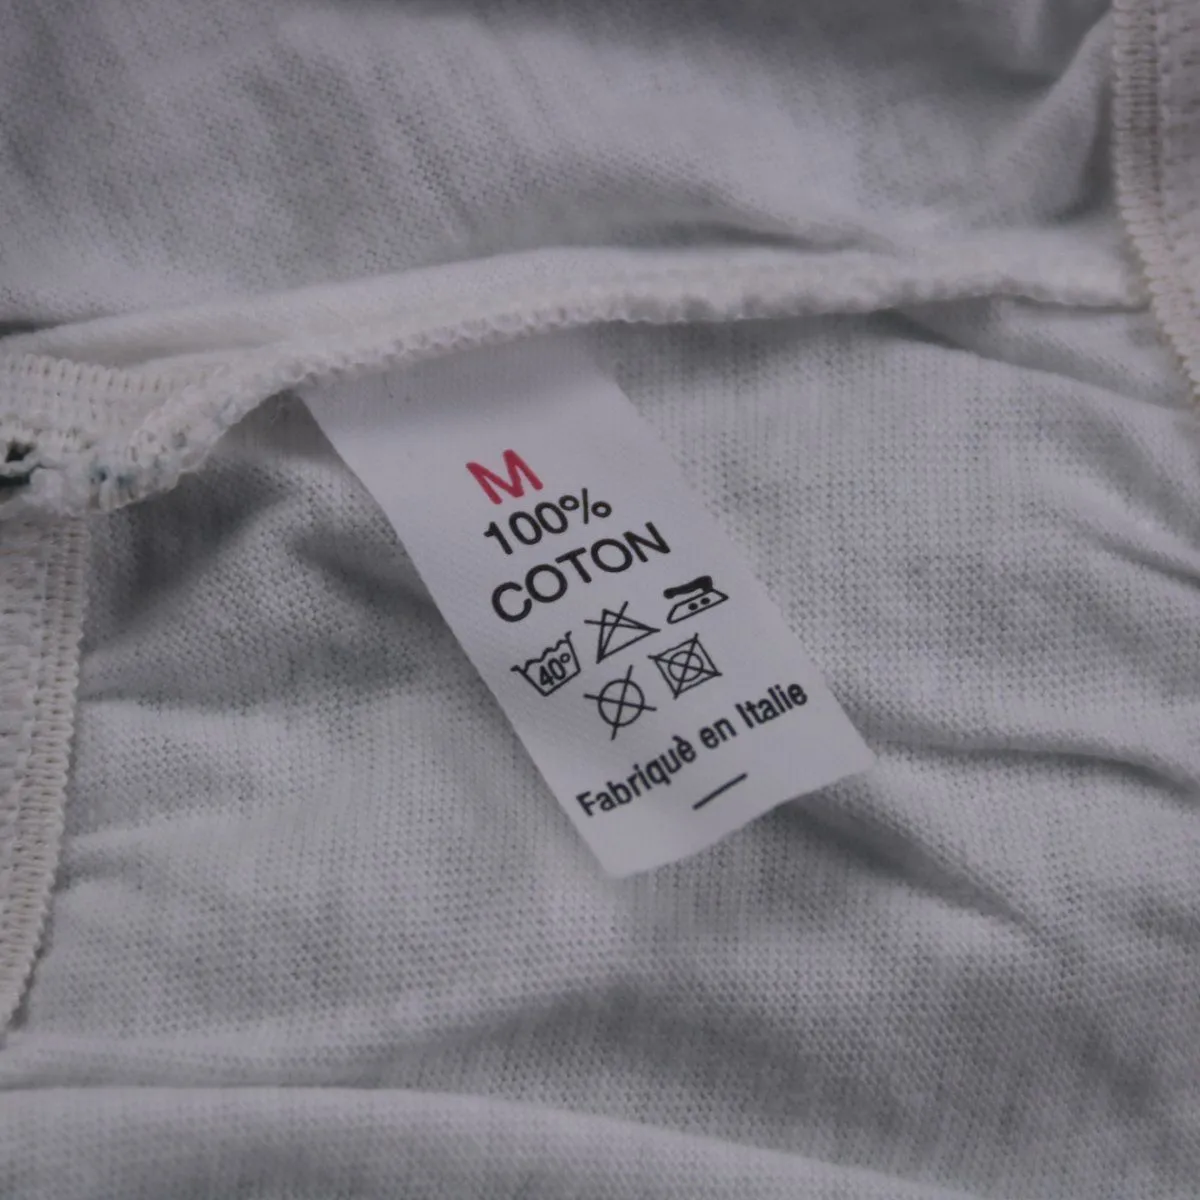 M
100%
COTON
40°
Fabriquè en Italie